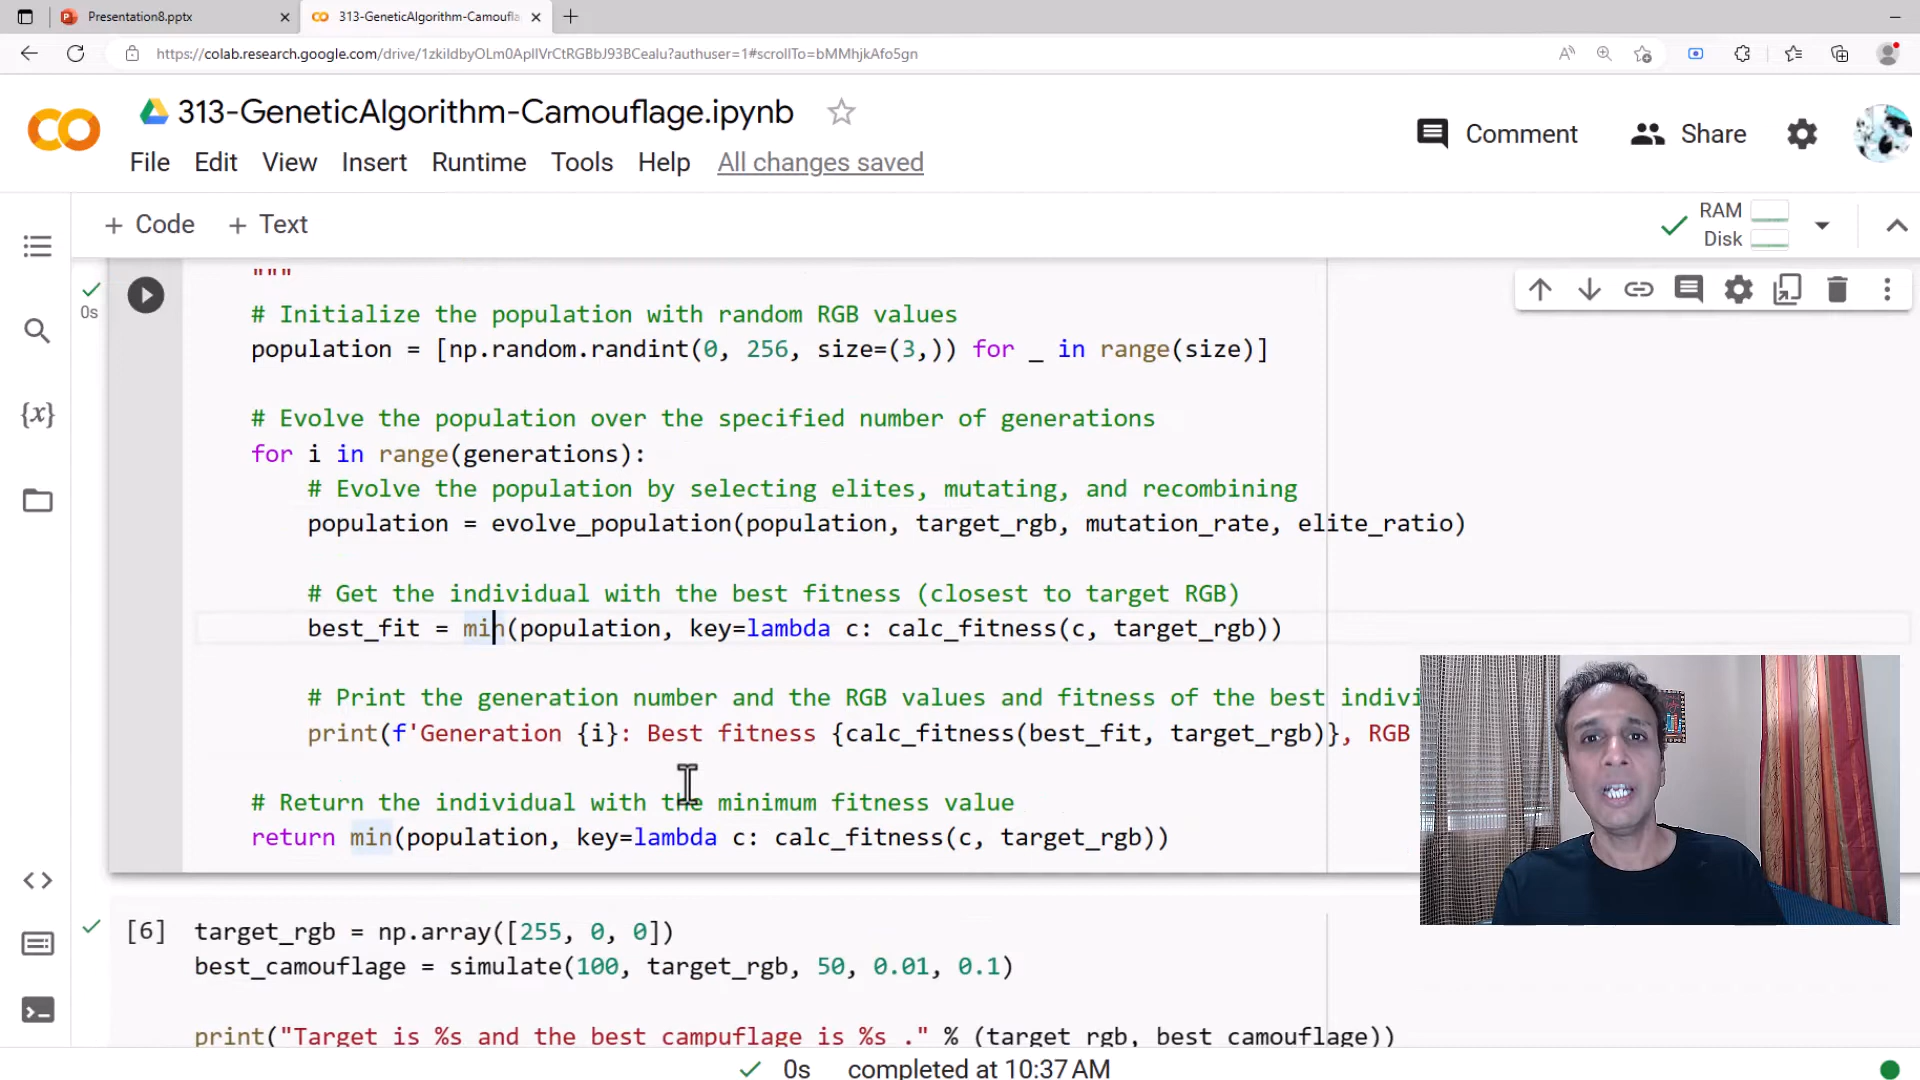 Presentation8.pptx
313-GeneticAlgorithm-Camoufla
https://colab.research.google.com/drive/1zkiIdbyOLm0ApIlVrCtRGBbJ93BCealu?authuser=1#scrollTo=bMMhjkAfo5gn
313-GeneticAlgorithm-Camouflage.ipynb
Comment
Share
File Edit View Insert Runtime Tools Help All changes saved
+ Code + Text
RAM
Disk
0s
"""
# Initialize the population with random RGB values
population = [np.random.randint(0, 256, size=(3,)) for _ in range(size)]
# Evolve the population over the specified number of generations
for i in range(generations):
# Evolve the population by selecting elites, mutating, and recombining
population = evolve_population(population, target_rgb, mutation_rate, elite_ratio)
# Get the individual with the best fitness (closest to target RGB)
best_fit = min(population, key=lambda c: calc_fitness(c, target_rgb))
# Print the generation number and the RGB values and fitness of the best indivi
print(f'Generation {i}: Best fitness {calc_fitness(best_fit, target_rgb)}, RGB
# Return the individual with the minimum fitness value
return min(population, key=lambda c: calc_fitness(c, target_rgb))
[6] target_rgb = np.array([255, 0, 0])
best_camouflage = simulate(100, target_rgb, 50, 0.01, 0.1)
print("Target is %s and the best campuflage is %s ." % (target_rgb, best_camouflage))
0s completed at 10:37 AM